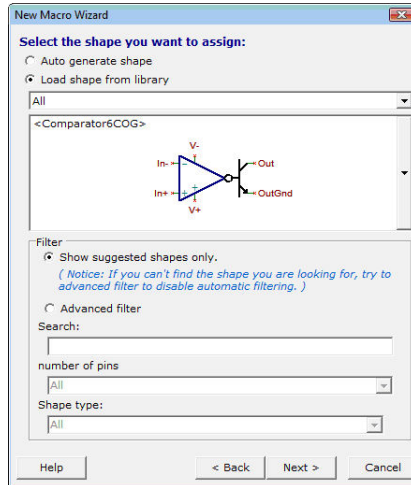 New Macro Wizard
Select the shape you want to assign:
Auto generate shape
Load shape from library
All
<Comparator6COG>
V-
In-
Out
In+
OutGnd
V+
Filter
Show suggested shapes only.
( Notice: If you can't find the shape you are looking for, try to
advanced filter to disable automatic filtering. )
Advanced filter
Search:
number of pins
All
Shape type:
All
Help
< Back
Next >
Cancel